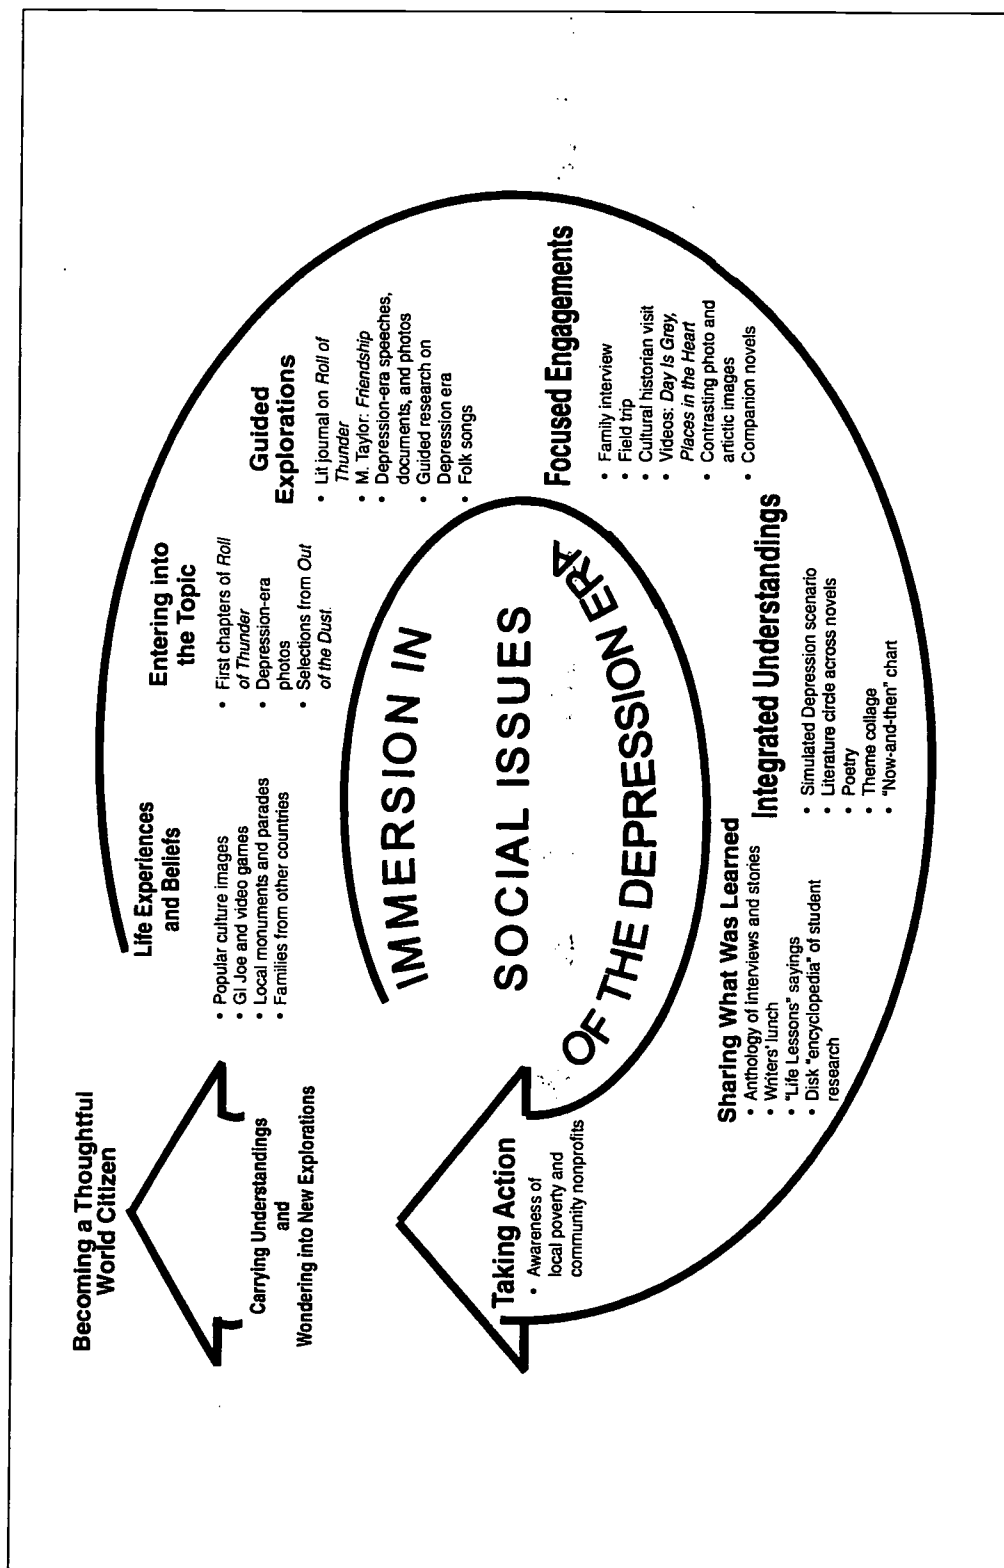 Becoming a Thoughtful
World Citizen
Carrying Understandings
and
Wondering into New Explorations
Life Experiences
and Beliefs
• Popular culture images
• GI Joe and video games
• Local monuments and parades
• Families from other countries
Entering into
the Topic
• First chapters of Roll
of Thunder
• Depression-era
photos
• Selections from Out
of the Dust.
Guided
Explorations
• Lit journal on Roll of
Thunder
• M. Taylor: Friendship
• Depression-era speeches,
documents, and photos
• Guided research on
Depression era
• Folk songs
Focused Engagements
• Family interview
• Field trip
• Cultural historian visit
• Videos: Day Is Grey,
Places in the Heart
• Contrasting photo and
artictic images
• Companion novels
Integrated Understandings
• Simulated Depression scenario
• Literature circle across novels
• Poetry
• Theme collage
• "Now-and-then" chart
Sharing What Was Learned
• Anthology of interviews and stories
• Writers' lunch
• "Life Lessons" sayings
• Disk "encyclopedia" of student
research
Taking Action
• Awareness of
local poverty and
community nonprofits
IMMERSION IN
SOCIAL ISSUES
OF THE DEPRESSION ERA